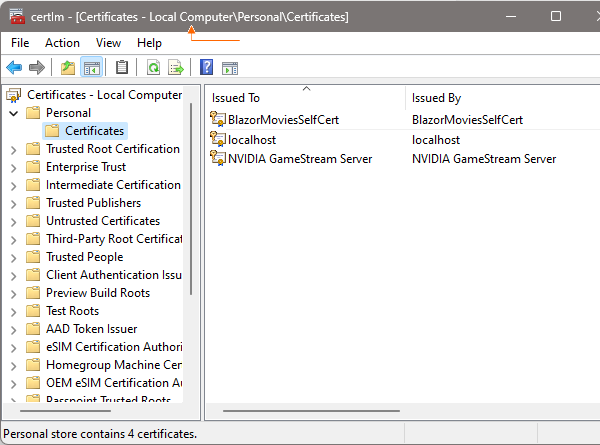 certlm - [Certificates - Local Computer\Personal\Certificates]
File Action View Help
Certificates - Local Computer
Personal
Certificates
Trusted Root Certification
Enterprise Trust
Intermediate Certification
Trusted Publishers
Untrusted Certificates
Third-Party Root Certificat
Trusted People
Client Authentication Issu
Preview Build Roots
Test Roots
AAD Token Issuer
eSIM Certification Authori
Homegroup Machine Cer
OEM eSIM Certification Au
Passpoint Trusted Roots
Issued To Issued By
BlazorMoviesSelfCert BlazorMoviesSelfCert
localhost localhost
NVIDIA GameStream Server NVIDIA GameStream Server
Personal store contains 4 certificates.